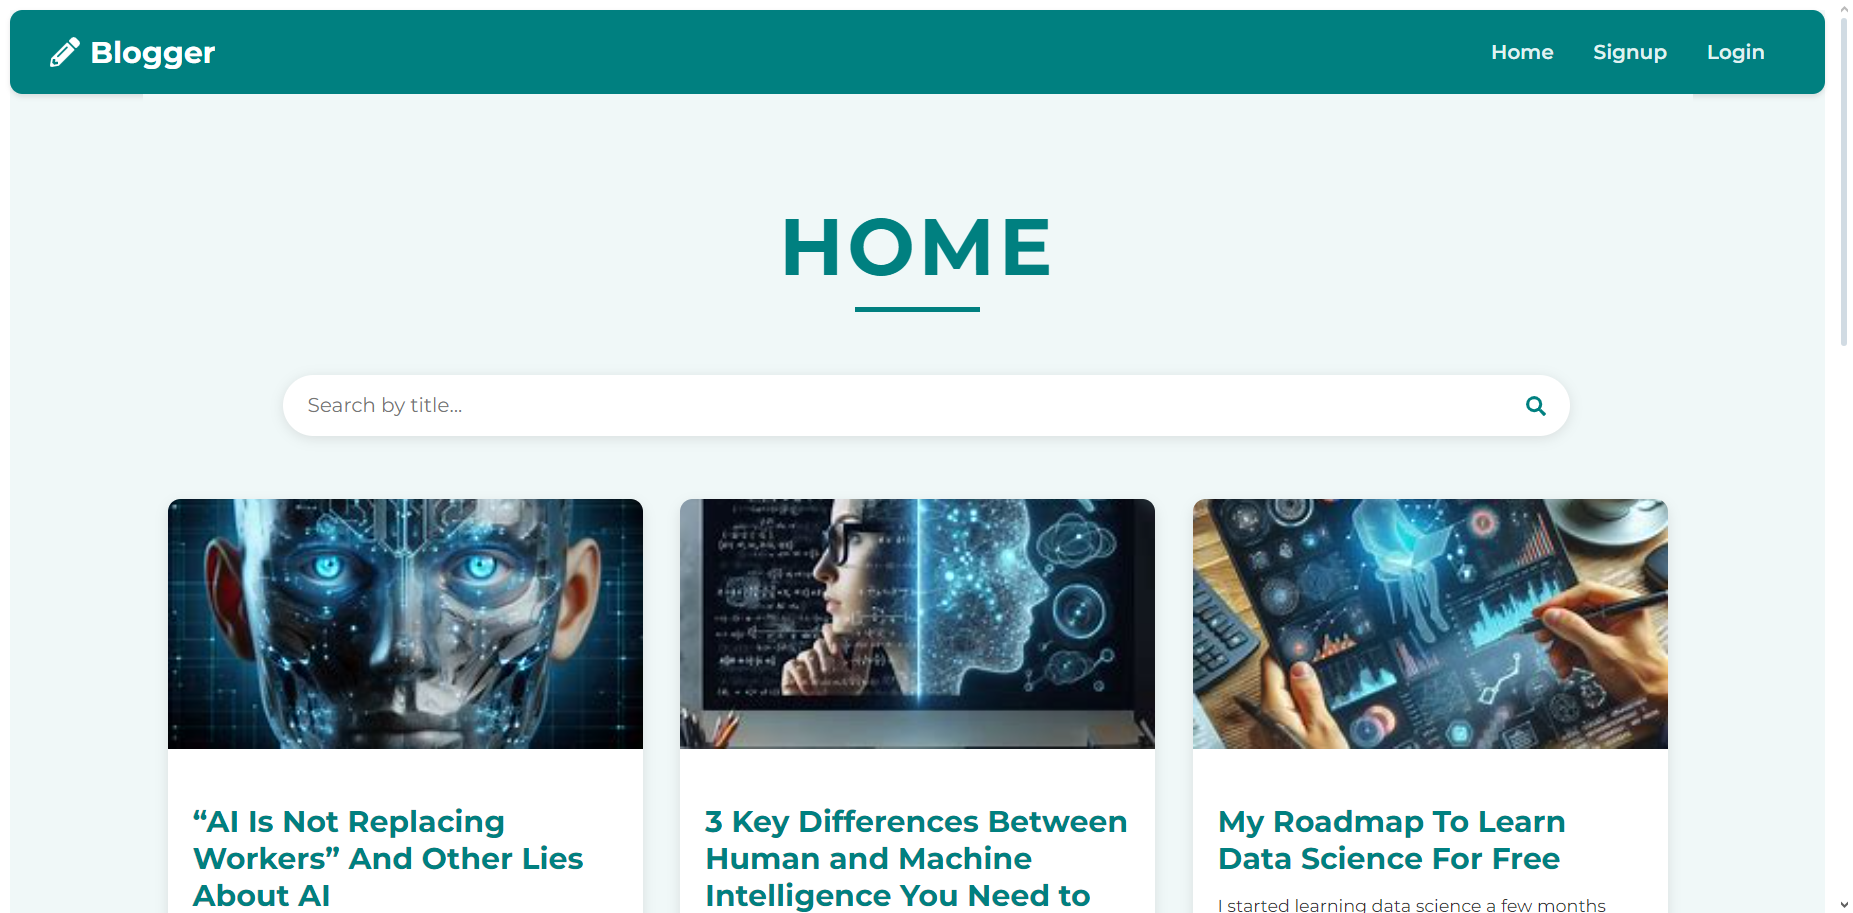 Blogger
Home Signup Login
HOME
Search by title...
“AI Is Not Replacing
Workers” And Other Lies
About AI
3 Key Differences Between
Human and Machine
Intelligence You Need to
My Roadmap To Learn
Data Science For Free
I started learning data science a few months